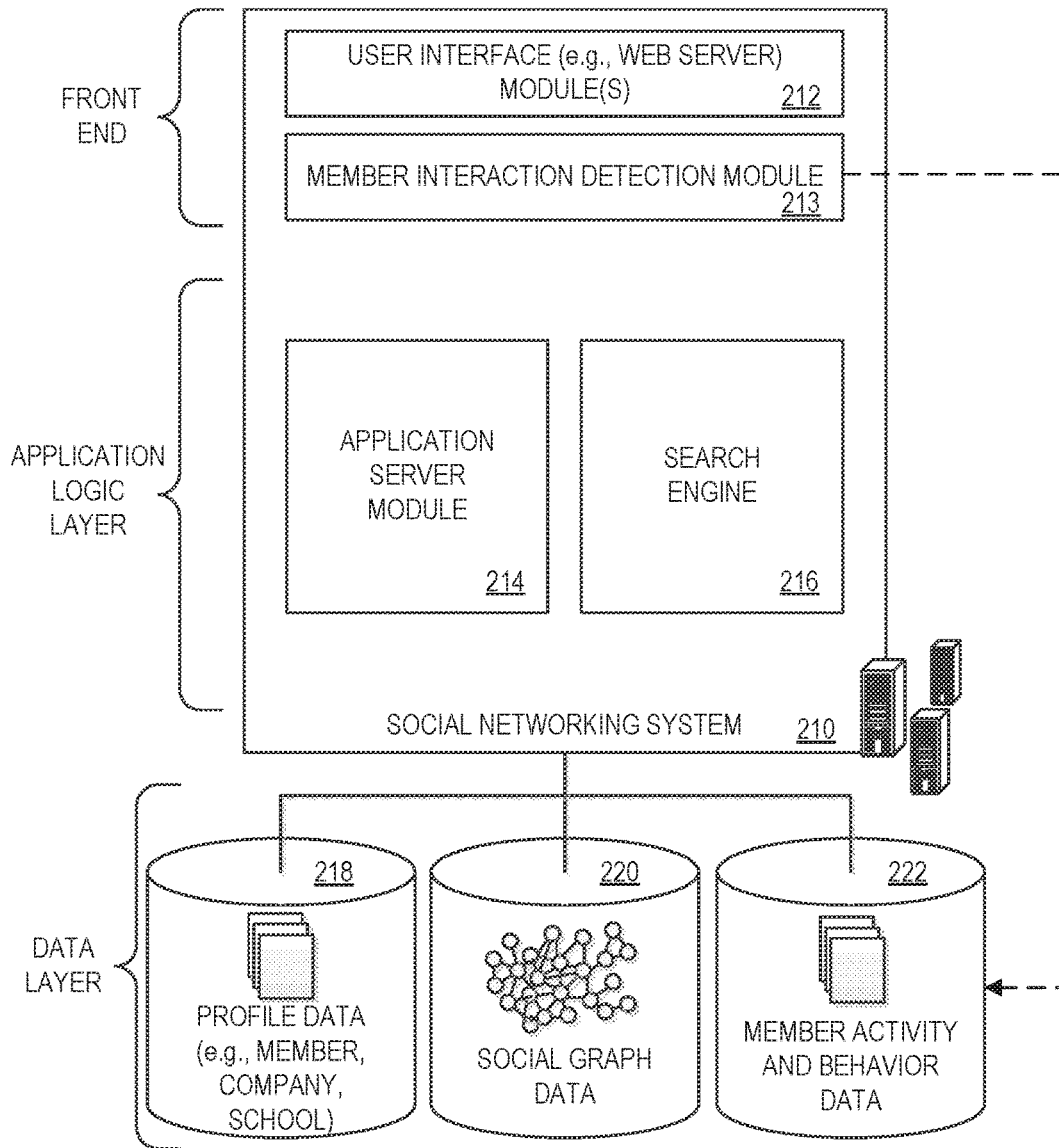 USER INTERFACE (e.g., WEB SERVER)
MODULE(S)
212
FRONT
END
MEMBER INTERACTION DETECTION MODULE
213
APPLICATION
LOGIC
LAYER
APPLICATION
SERVER
MODULE
214
SEARCH
ENGINE
216
SOCIAL NETWORKING SYSTEM
210
DATA
LAYER
218
PROFILE DATA
(e.g., MEMBER,
COMPANY,
SCHOOL)
220
SOCIAL GRAPH
DATA
222
MEMBER ACTIVITY
AND BEHAVIOR
DATA